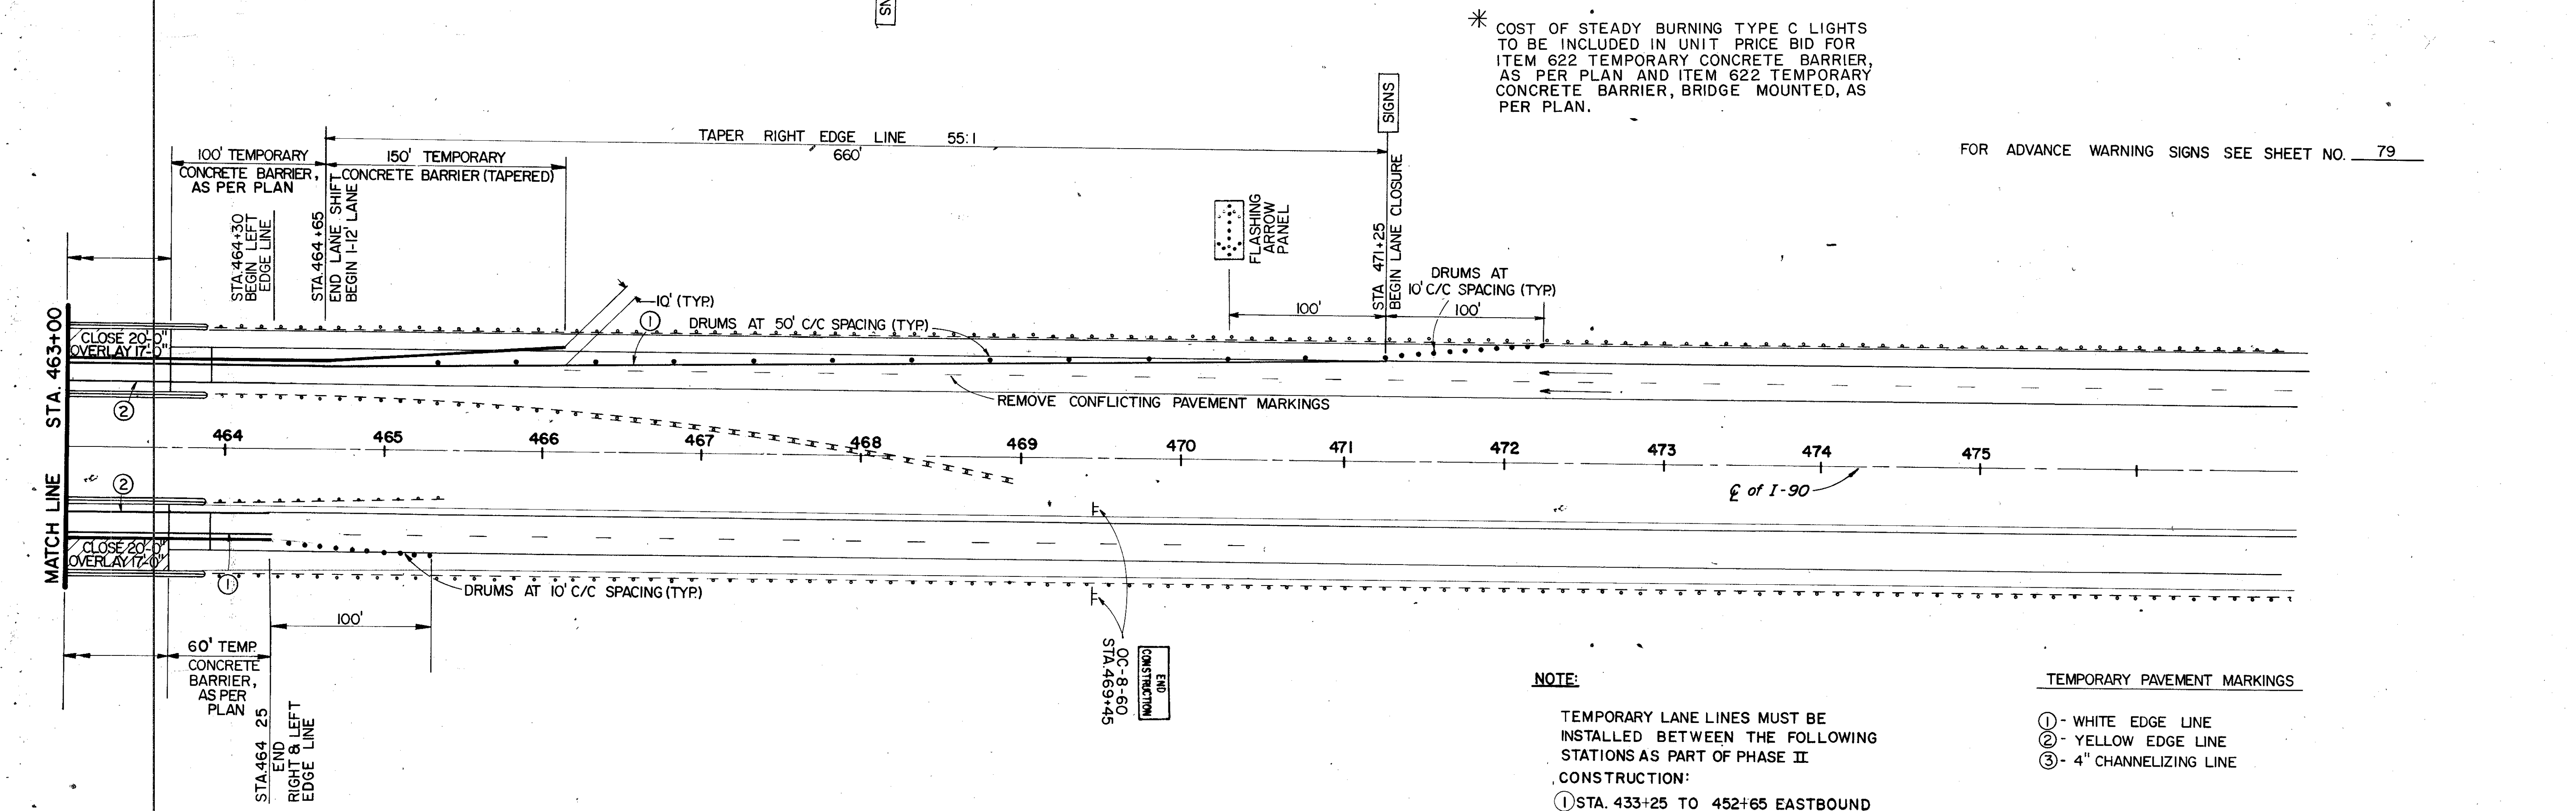 SN
* COST OF STEADY BURNING TYPE C LIGHTS
TO BE INCLUDED IN UNIT PRICE BID FOR
ITEM 622 TEMPORARY CONCRETE BARRIER,
AS PER PLAN AND ITEM 622 TEMPORARY
CONCRETE BARRIER, BRIDGE MOUNTED, AS
PER PLAN.
FOR ADVANCE WARNING SIGNS SEE SHEET NO. 79
SIGNS
TAPER RIGHT EDGE LINE 55:1
660'
100' TEMPORARY
CONCRETE BARRIER,
AS PER PLAN
150' TEMPORARY
CONCRETE BARRIER (TAPERED)
STA. 464+30
BEGIN LEFT
EDGE LINE
STA. 464+65
END LANE SHIFT
BEGIN 1-12' LANE
FLASHING
ARROW
PANEL
STA 471+25
BEGIN LANE CLOSURE
DRUMS AT
10' C/C SPACING (TYP.)
100'
100'
10' (TYP.)
①
DRUMS AT 50' C/C SPACING (TYP.)
CLOSE 20'-0"
OVERLAY 17'-0"
②
REMOVE CONFLICTING PAVEMENT MARKINGS
MATCH LINE STA. 463+00
464 465 466 467 468 469 470 471 472 473 474 475
℄ of I-90
②
CLOSE 20'-0"
OVERLAY 17'-0"
①
DRUMS AT 10' C/C SPACING (TYP.)
100'
60' TEMP.
CONCRETE
BARRIER,
AS PER
PLAN
STA. 464 25
END
RIGHT & LEFT
EDGE LINE
END
CONSTRUCTION
OC-8-60
STA. 469+45
NOTE:
TEMPORARY LANE LINES MUST BE
INSTALLED BETWEEN THE FOLLOWING
STATIONS AS PART OF PHASE II
CONSTRUCTION:
① STA. 433+25 TO 452+65 EASTBOUND
TEMPORARY PAVEMENT MARKINGS
① - WHITE EDGE LINE
② - YELLOW EDGE LINE
③ - 4" CHANNELIZING LINE